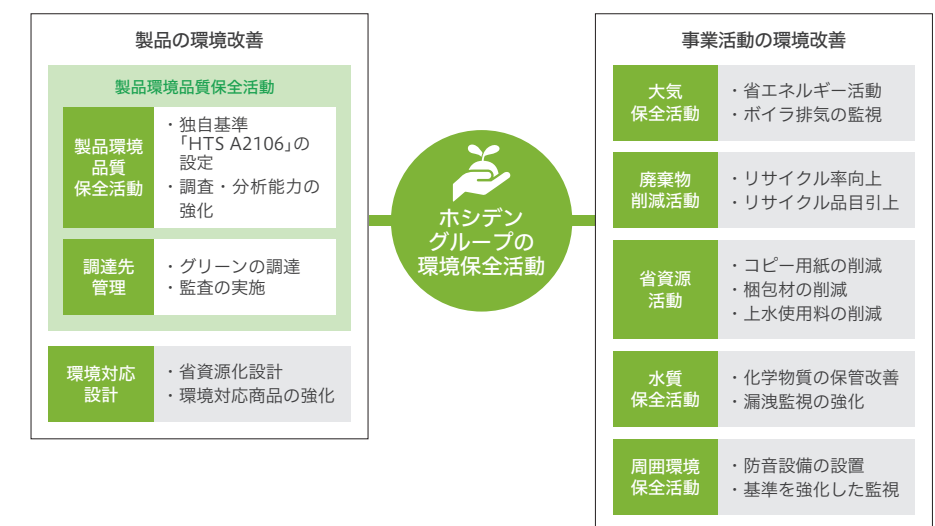 製品の環境改善
製品環境品質保全活動
製品環境
品質
保全活動
・独自基準
「HTS A2106」の
設定
・調査・分析能力の
強化
調達先
管理
・グリーンの調達
・監査の実施
環境対応
設計
・省資源化設計
・環境対応商品の強化
ホシデン
グループの
環境保全活動
事業活動の環境改善
大気
保全活動
・省エネルギー活動
・ボイラ排気の監視
廃棄物
削減活動
・リサイクル率向上
・リサイクル品目引上
省資源
活動
・コピー用紙の削減
・梱包材の削減
・上水使用料の削減
水質
保全活動
・化学物質の保管改善
・漏洩監視の強化
周囲環境
保全活動
・防音設備の設置
・基準を強化した監視